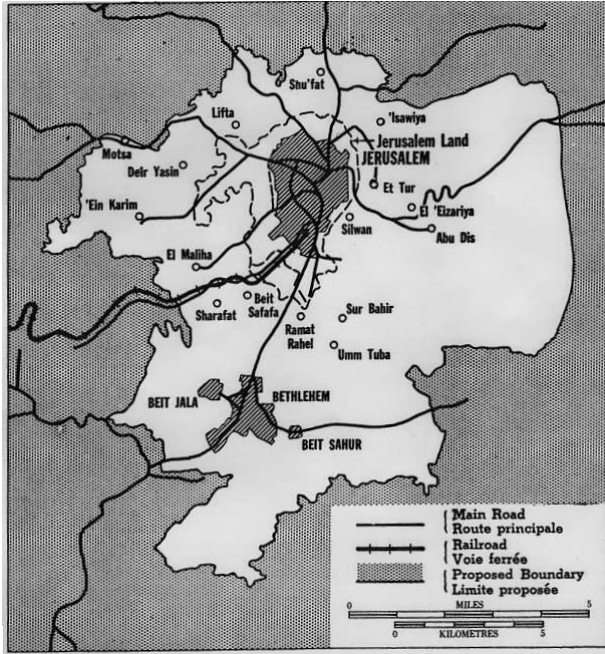 Shu'fat
Lifta
'Isawiya
Motsa
Jerusalem Land
JERUSALEM
Deir Yasin
Et Tur
'Ein Karim
El 'Eizariya
Silwan
Abu Dis
El Maliha
Sharafat
Beit
Safafa
Sur Bahir
Ramat
Rahel
Umm Tuba
BEIT JALA
BETHLEHEM
BEIT SAHUR
Main Road
Route principale
Railroad
Voie ferrée
Proposed Boundary
Limite proposée
0 MILES 5
0 KILOMETRES 5